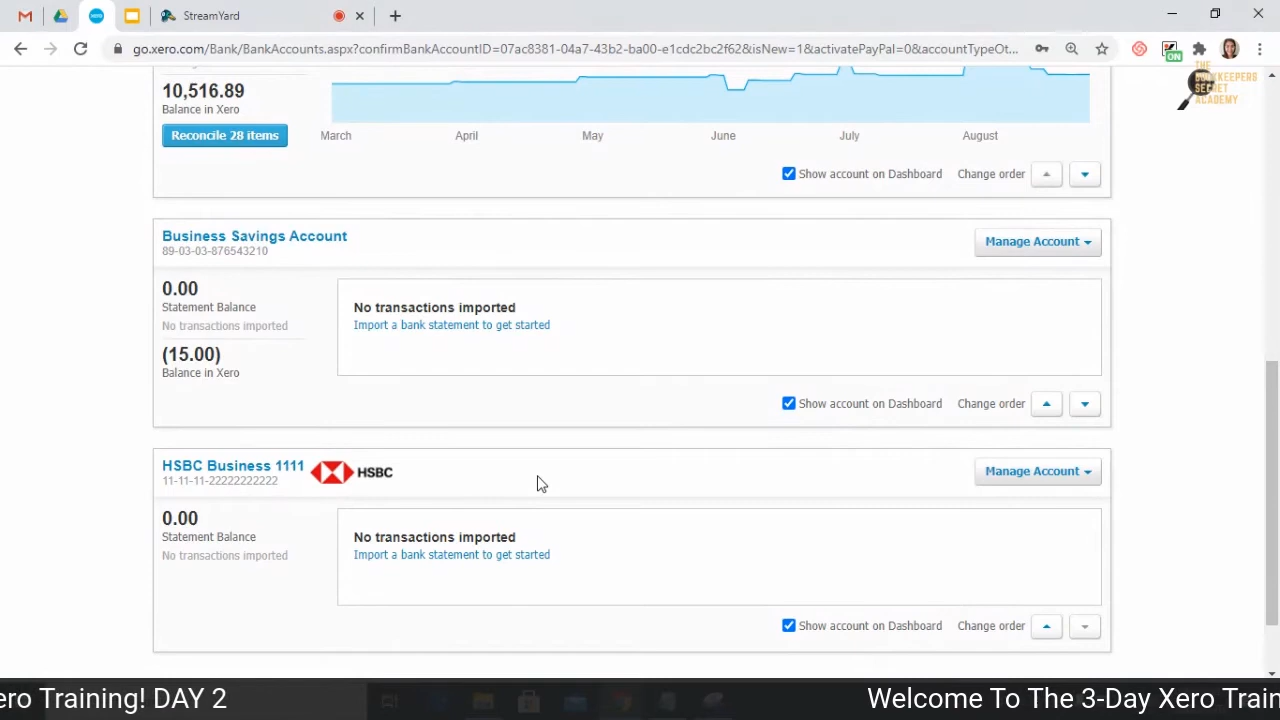 StreamYard
go.xero.com/Bank/BankAccounts.aspx?confirmBankAccountID=07ac8381-04a7-43b2-ba00-e1cdc2bc2f62&isNew=1&activatePayPal=0&accountTypeOt...
ON
THE
BOOKKEEPERS
SECRET
ACADEMY
10,516.89
Balance in Xero
Reconcile 28 items
March April May June July August
Show account on Dashboard Change order
Business Savings Account
89-03-03-876543210
Manage Account
0.00
Statement Balance
No transactions imported
(15.00)
Balance in Xero
No transactions imported
Import a bank statement to get started
Show account on Dashboard Change order
HSBC Business 1111 HSBC
11-11-11-22222222222
Manage Account
0.00
Statement Balance
No transactions imported
No transactions imported
Import a bank statement to get started
Show account on Dashboard Change order
ero Training! DAY 2 Welcome To The 3-Day Xero Train